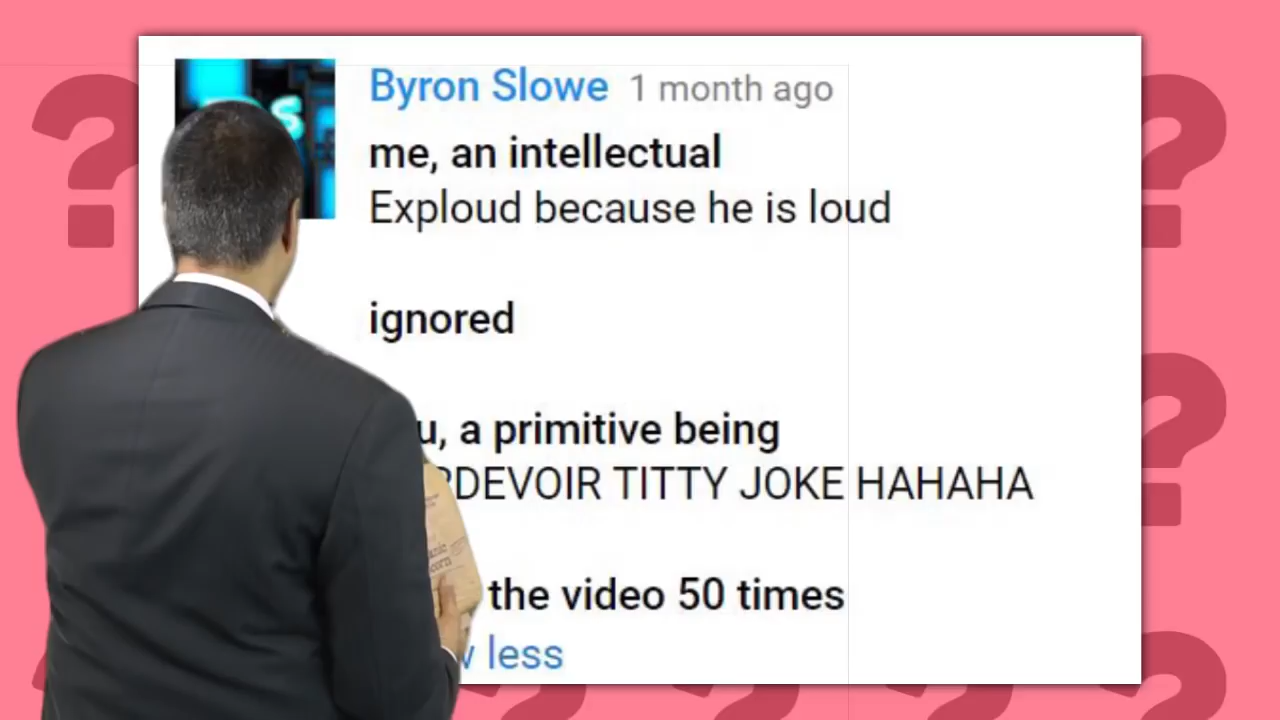 Byron Slowe 1 month ago
me, an intellectual
Exploud because he is loud
ignored
a primitive being
TITTY JOKE HAHAHA
the video 50 times
less